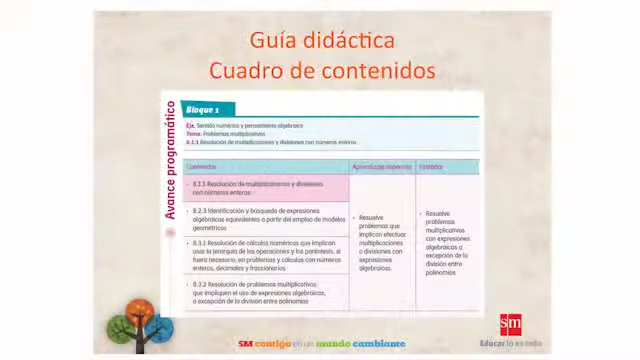 Guía didáctica
Cuadro de contenidos
Avance programático
Bloque 1
Eje. Sentido numérico y pensamiento algebraico
Tema. Problemas multiplicativos
8.1.1 Resolución de multiplicaciones y divisiones con números enteros
Contenidos
Aprendizaje esperado
Estándar
• 8.1.1 Resolución de multiplicaciones y divisiones
con números enteros
• 8.2.3 Identificación y búsqueda de expresiones
algebraicas equivalentes a partir del empleo de modelos
geométricos
• 8.3.1 Resolución de cálculos numéricos que implican
usar la jerarquía de las operaciones y los paréntesis, si
fuera necesario, en problemas y cálculos con números
enteros, decimales y fraccionarios
• 8.3.2 Resolución de problemas multiplicativos
que impliquen el uso de expresiones algebraicas,
a excepción de la división entre polinomios
• Resuelve
problemas que
implican efectuar
multiplicaciones
o divisiones con
expresiones
algebraicas.
• Resuelve
problemas
multiplicativos
con expresiones
algebraicas a
excepción de la
división entre
polinomios
SM contigo en un mundo cambiante
sm
Educar lo es todo